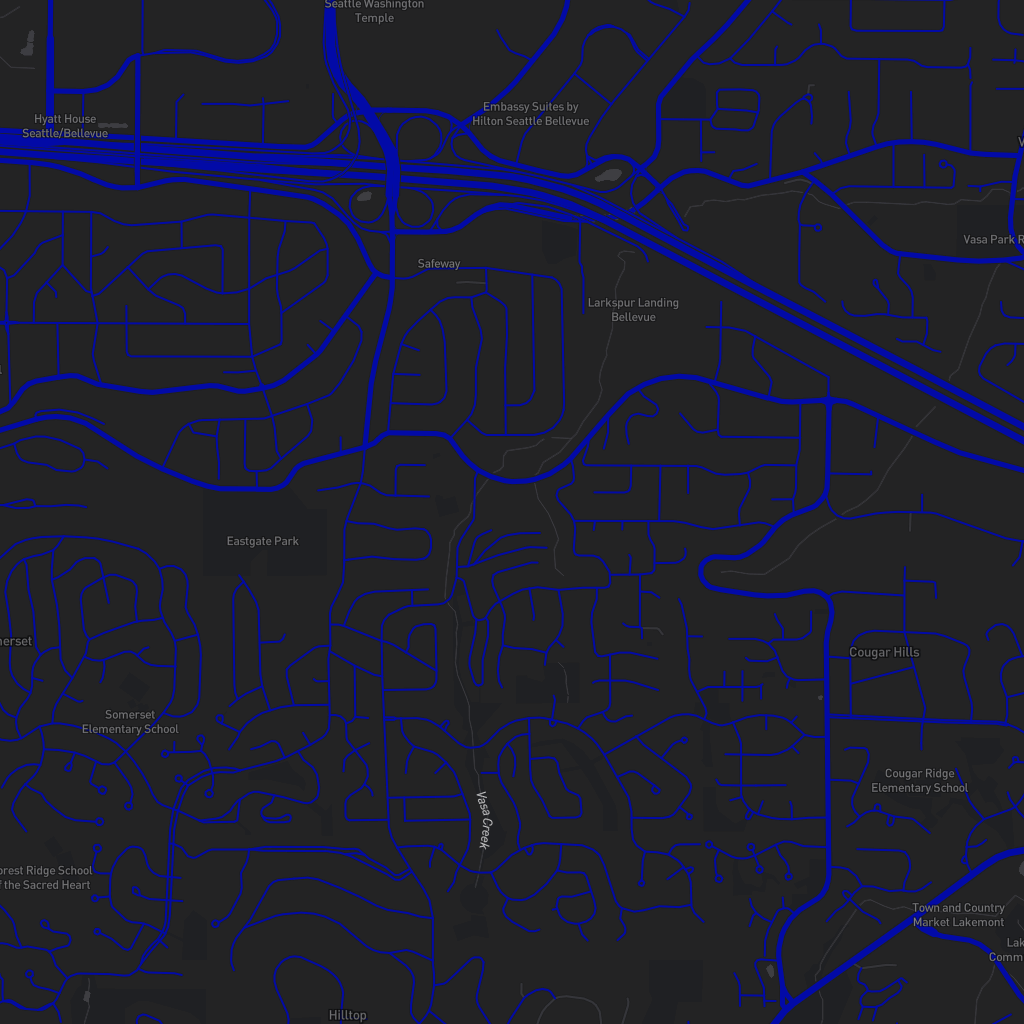 Seattle Washington
Temple
Embassy Suites by
Hilton Seattle Bellevue
Hyatt House
Seattle/Bellevue
Vasa Park R
Safeway
Larkspur Landing
Bellevue
Eastgate Park
Cougar Hills
Somerset
Elementary School
Cougar Ridge
Elementary School
Vasa Creek
orest Ridge School
f the Sacred Heart
Town and Country
Market Lakemont
Lak
Comm
Hilltop